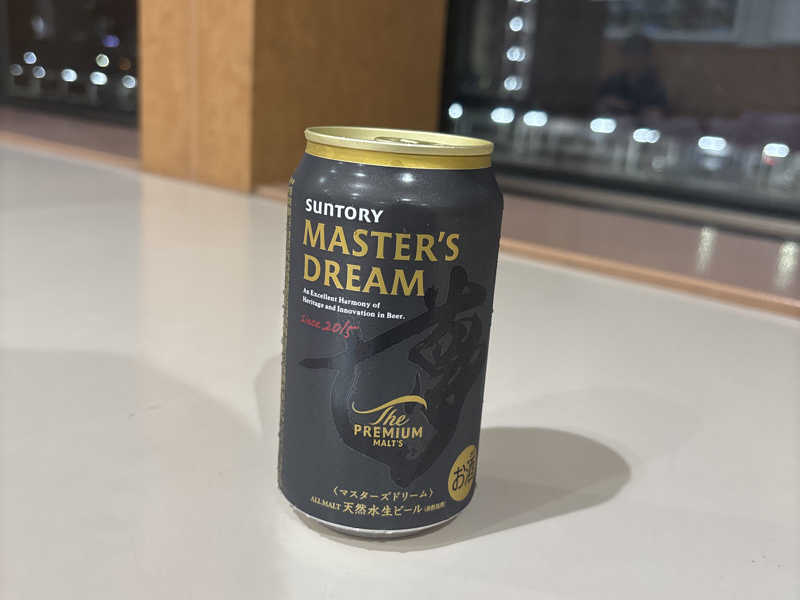 SUNTORY
MASTER'S
DREAM
An Excellent Harmony of
Heritage and Innovation in Beer.
since 2015
夢
The
PREMIUM
MALT'S
お酒
〈マスターズドリーム〉
ALL MALT 天然水生ビール